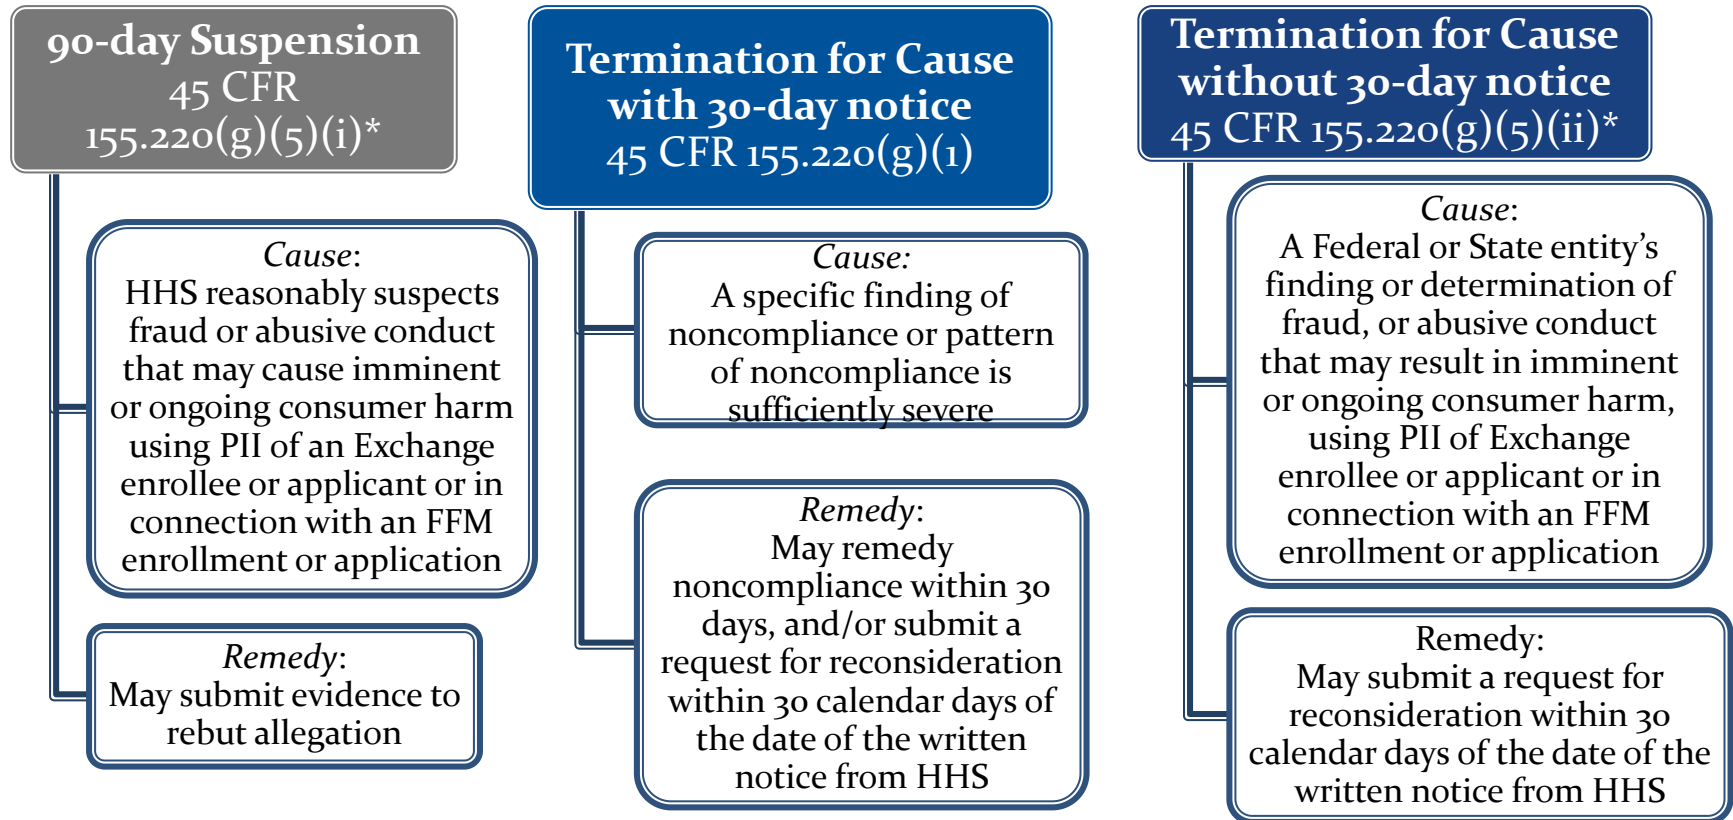 90-day Suspension
45 CFR
155.220(g)(5)(i)*
Cause:
HHS reasonably suspects
fraud or abusive conduct
that may cause imminent
or ongoing consumer harm
using PII of an Exchange
enrollee or applicant or in
connection with an FFM
enrollment or application
Remedy:
May submit evidence to
rebut allegation
Termination for Cause
with 30-day notice
45 CFR 155.220(g)(1)
Cause:
A specific finding of
noncompliance or pattern
of noncompliance is
sufficiently severe
Remedy:
May remedy
noncompliance within 30
days, and/or submit a
request for reconsideration
within 30 calendar days of
the date of the written
notice from HHS
Termination for Cause
without 30-day notice
45 CFR 155.220(g)(5)(ii)*
Cause:
A Federal or State entity’s
finding or determination of
fraud, or abusive conduct
that may result in imminent
or ongoing consumer harm,
using PII of Exchange
enrollee or applicant or in
connection with an FFM
enrollment or application
Remedy:
May submit a request for
reconsideration within 30
calendar days of the date of the
written notice from HHS